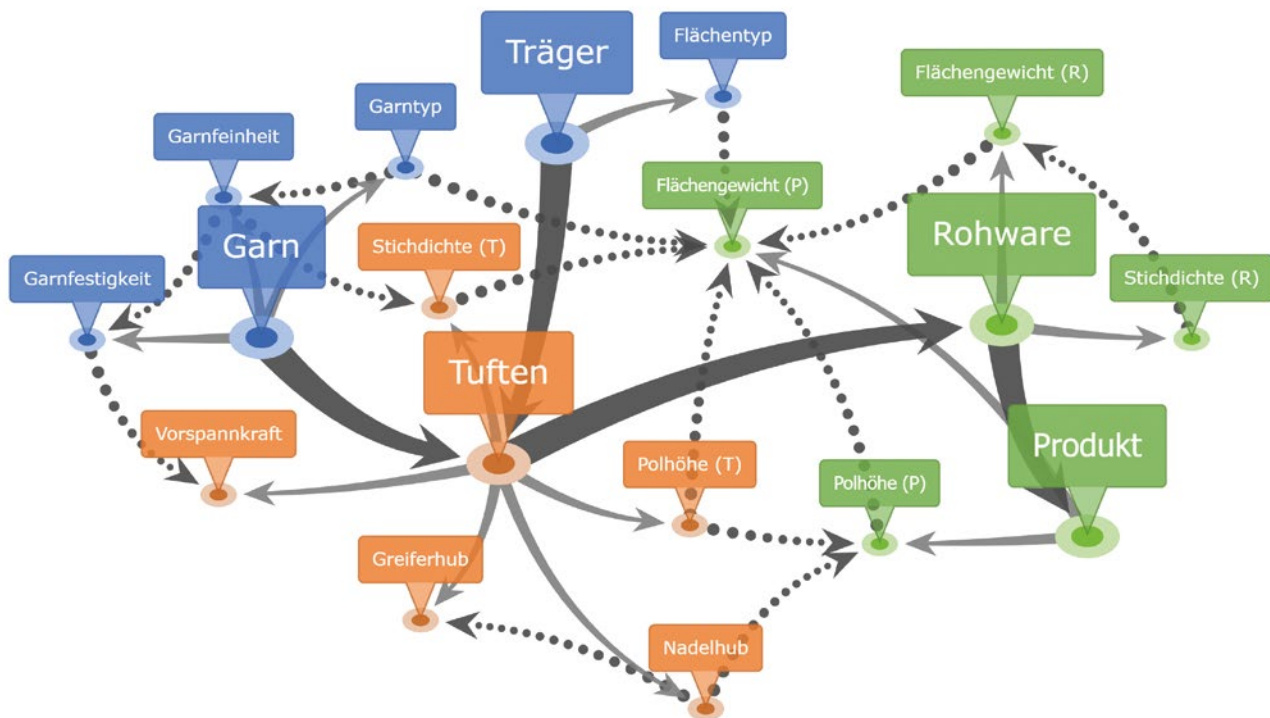 Träger
Flächentyp
Flächengewicht (R)
Garntyp
Garnfeinheit
Flächengewicht (P)
Garn
Stichdichte (T)
Rohware
Garnfestigkeit
Stichdichte (R)
Tuften
Vorspannkraft
Polhöhe (T)
Polhöhe (P)
Produkt
Greiferhub
Nadelhub